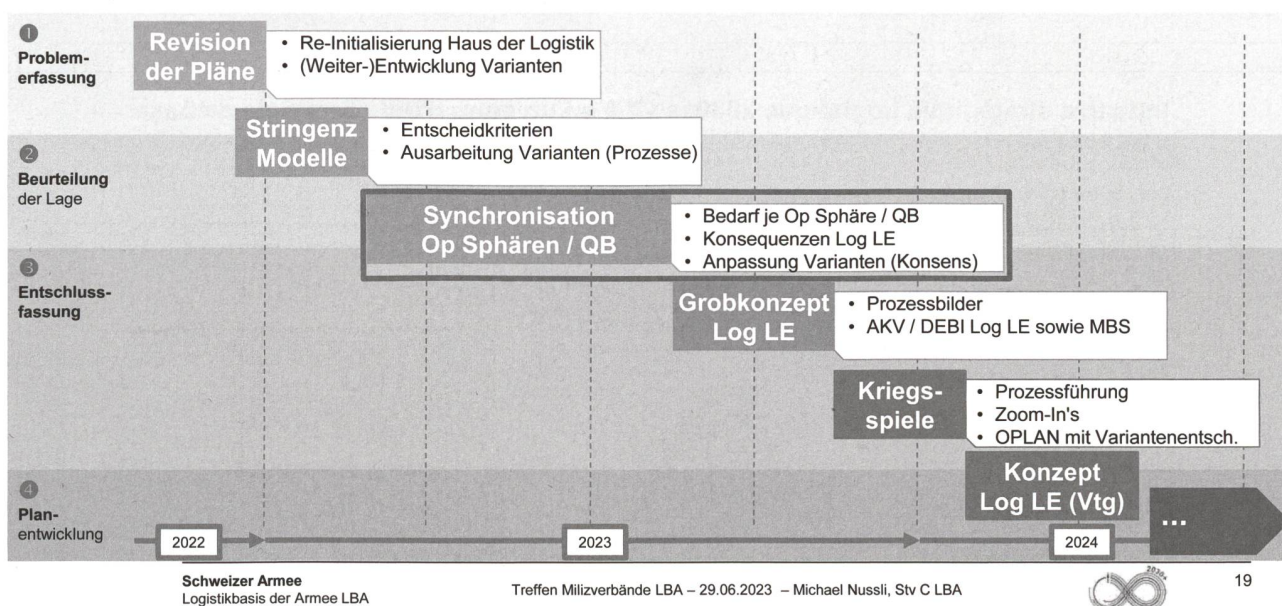 1
Problem-
erfassung
Revision
der Pläne
• Re-Initialisierung Haus der Logistik
• (Weiter-)Entwicklung Varianten
Stringenz
Modelle
• Entscheidkriterien
• Ausarbeitung Varianten (Prozesse)
2
Beurteilung
der Lage
Synchronisation
Op Sphären / QB
• Bedarf je Op Sphäre / QB
• Konsequenzen Log LE
• Anpassung Varianten (Konsens)
3
Entschluss-
fassung
Grobkonzept
Log LE
• Prozessbilder
• AKV / DEBI Log LE sowie MBS
Kriegs-
spiele
• Prozessführung
• Zoom-In's
• OPLAN mit Variantenentsch.
4
Plan-
entwicklung
Konzept
Log LE (Vtg)
...
2022
2023
2024
Schweizer Armee
Logistikbasis der Armee LBA
Treffen Milizverbände LBA – 29.06.2023 – Michael Nussli, Stv C LBA
19